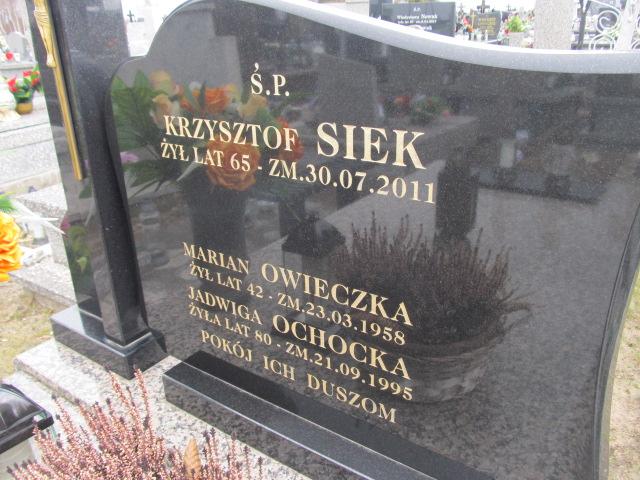 Ś.P.
KRZYSZTOF SIEK
ŻYŁ LAT 65 - ZM.30.07.2011
MARIAN OWIECZKA
ŻYŁ LAT 42 - ZM.23.03.1958
JADWIGA OCHOCKA
ŻYŁA LAT 80 - ZM.21.09.1995
POKÓJ ICH DUSZOM